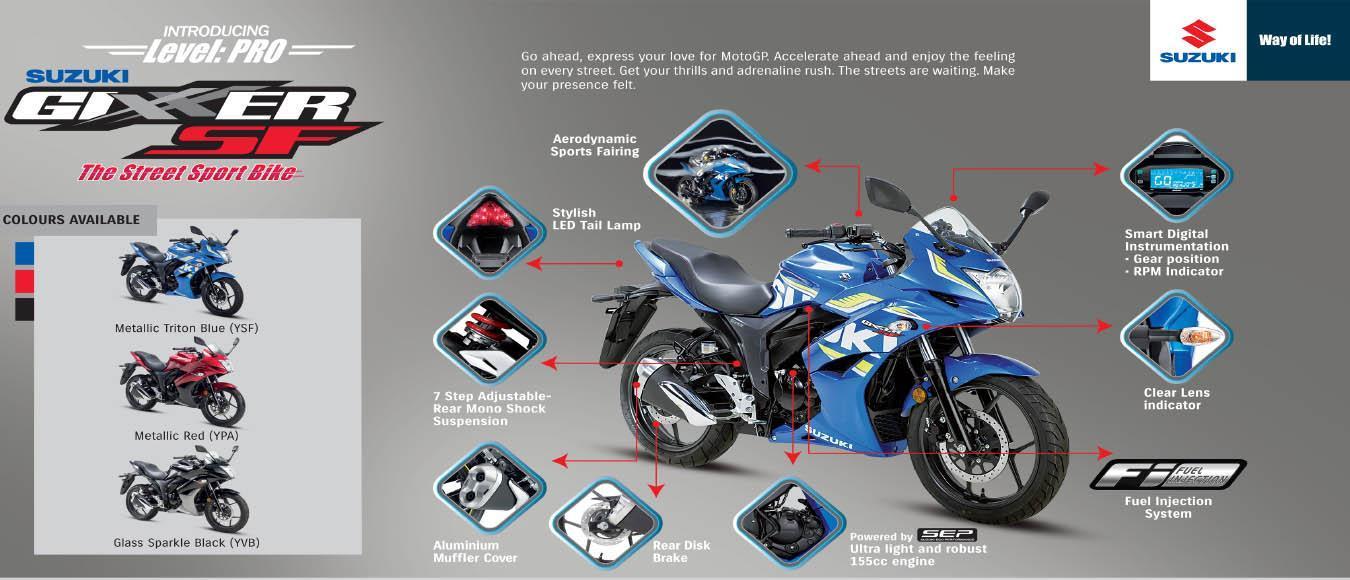 INTRODUCING
Level: PRO
SUZUKI
GIXXER
SF
The Street Sport Bike
COLOURS AVAILABLE
Metallic Triton Blue (YSF)
Metallic Red (YPA)
Glass Sparkle Black (YVB)
Go ahead, express your love for MotoGP. Accelerate ahead and enjoy the feeling
on every street. Get your thrills and adrenaline rush. The streets are waiting. Make
your presence felt.
SUZUKI
Way of Life!
Aerodynamic
Sports Fairing
Stylish
LED Tail Lamp
7 Step Adjustable-
Rear Mono Shock
Suspension
Aluminium
Muffler Cover
Rear Disk
Brake
Powered by SEP
Ultra light and robust
155cc engine
Smart Digital
Instrumentation
- Gear position
- RPM Indicator
Clear Lens
indicator
Fi FUEL
INJECTION
Fuel Injection
System
SUZUKI